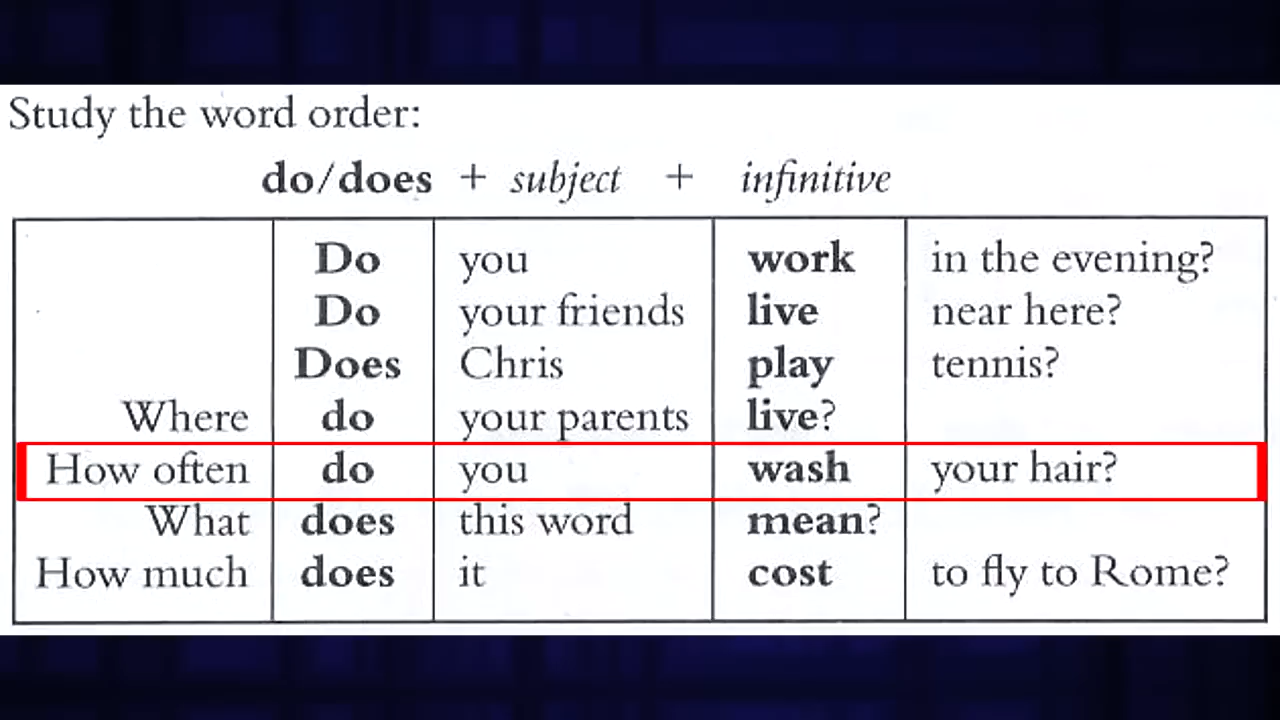 Study the word order:
do/does + subject + infinitive
Do you work in the evening?
Do your friends live near here?
Does Chris play tennis?
Where do your parents live?
How often do you wash your hair?
What does this word mean?
How much does it cost to fly to Rome?